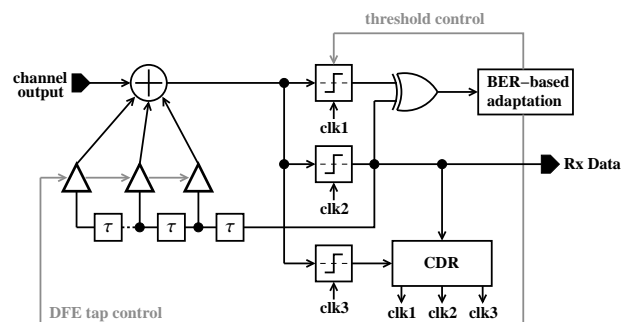 threshold control
channel
output
BER−based
adaptation
clk1
Rx Data
clk2
τ τ τ
CDR
clk3
clk1 clk2 clk3
DFE tap control